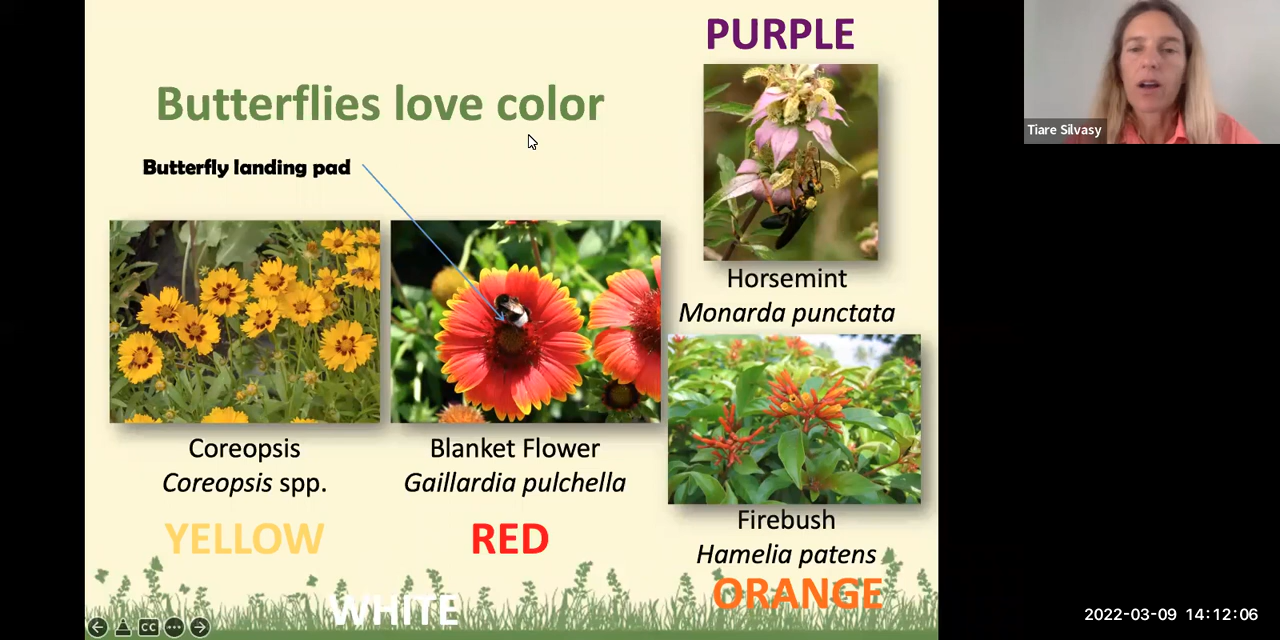 PURPLE
Butterflies love color
Butterfly landing pad
Tiare Silvasy
Horsemint
Monarda punctata
Coreopsis
Coreopsis spp.
Blanket Flower
Gaillardia pulchella
Firebush
Hamelia patens
YELLOW
RED
ORANGE
WHITE
CC
2022-03-09 14:12:06